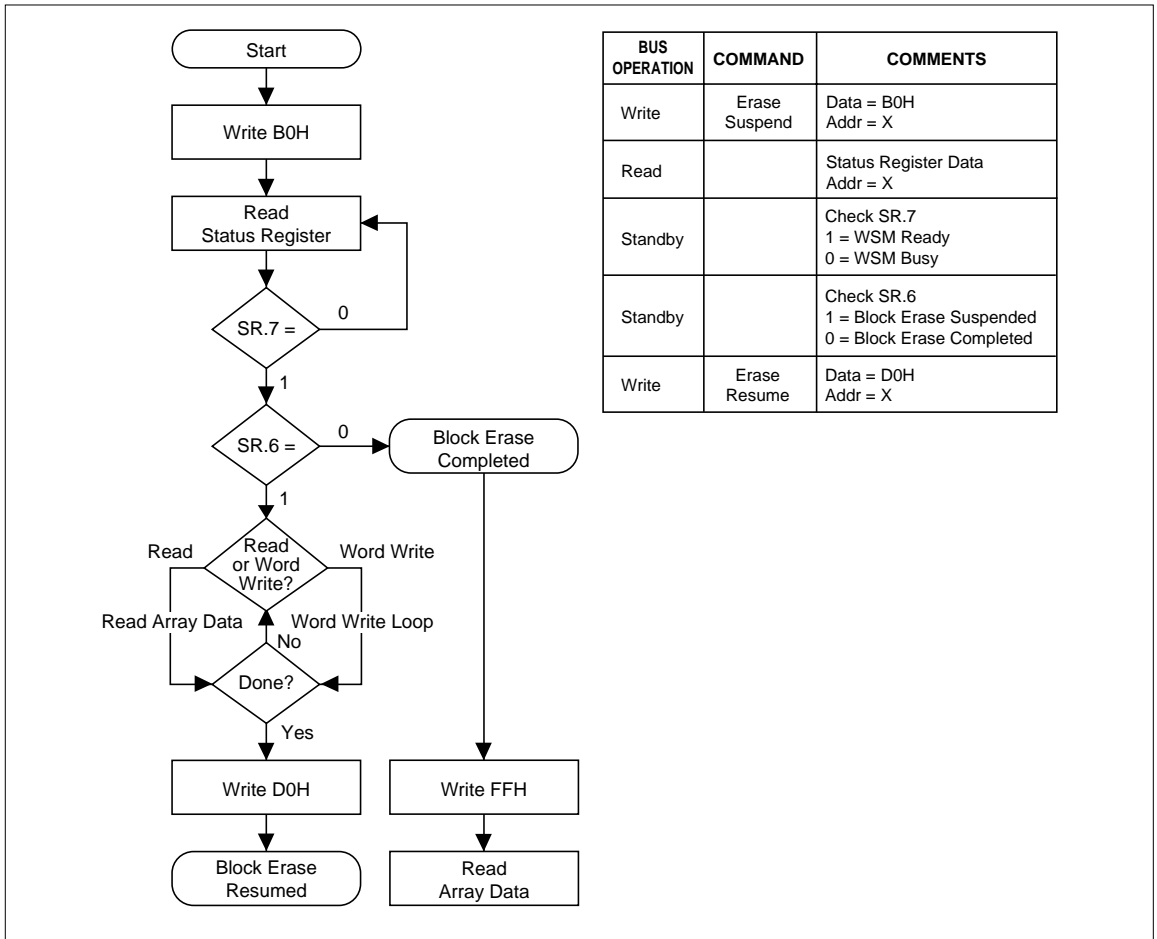 Start
Write B0H
Read
Status Register
SR.7 =
0
1
SR.6 =
0
Block Erase
Completed
1
Read
Read
or Word
Write?
Word Write
Read Array Data
Word Write Loop
No
Done?
Yes
Write D0H
Write FFH
Block Erase
Resumed
Read
Array Data
BUS
OPERATION
COMMAND
COMMENTS
Write
Erase
Suspend
Data = B0H
Addr = X
Read
Status Register Data
Addr = X
Standby
Check SR.7
1 = WSM Ready
0 = WSM Busy
Standby
Check SR.6
1 = Block Erase Suspended
0 = Block Erase Completed
Write
Erase
Resume
Data = D0H
Addr = X